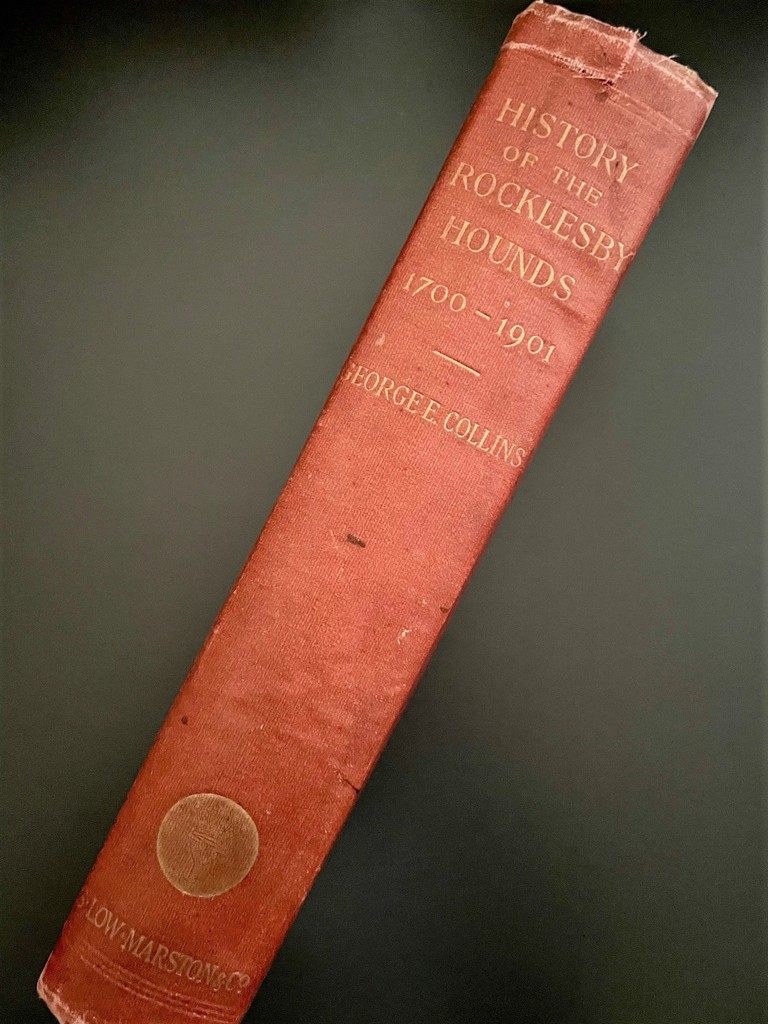 HISTORY
OF THE
ROCKLESBY
HOUNDS
1700-1901
GEORGE E. COLLINS
S. LOW. MARSTON & CO